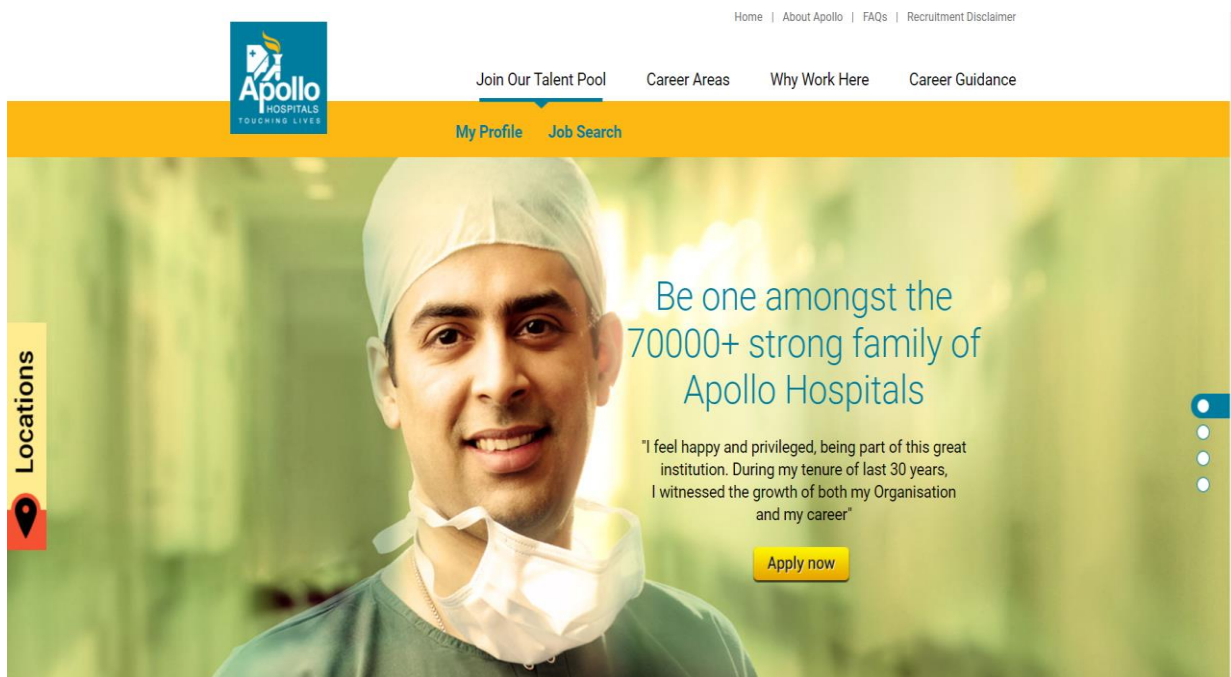 Home | About Apollo | FAQs | Recruitment Disclaimer
Apollo
HOSPITALS
TOUCHING LIVES
Join Our Talent Pool Career Areas Why Work Here Career Guidance
My Profile Job Search
Locations
Be one amongst the
70000+ strong family of
Apollo Hospitals
"I feel happy and privileged, being part of this great
institution. During my tenure of last 30 years,
I witnessed the growth of both my Organisation
and my career"
Apply now